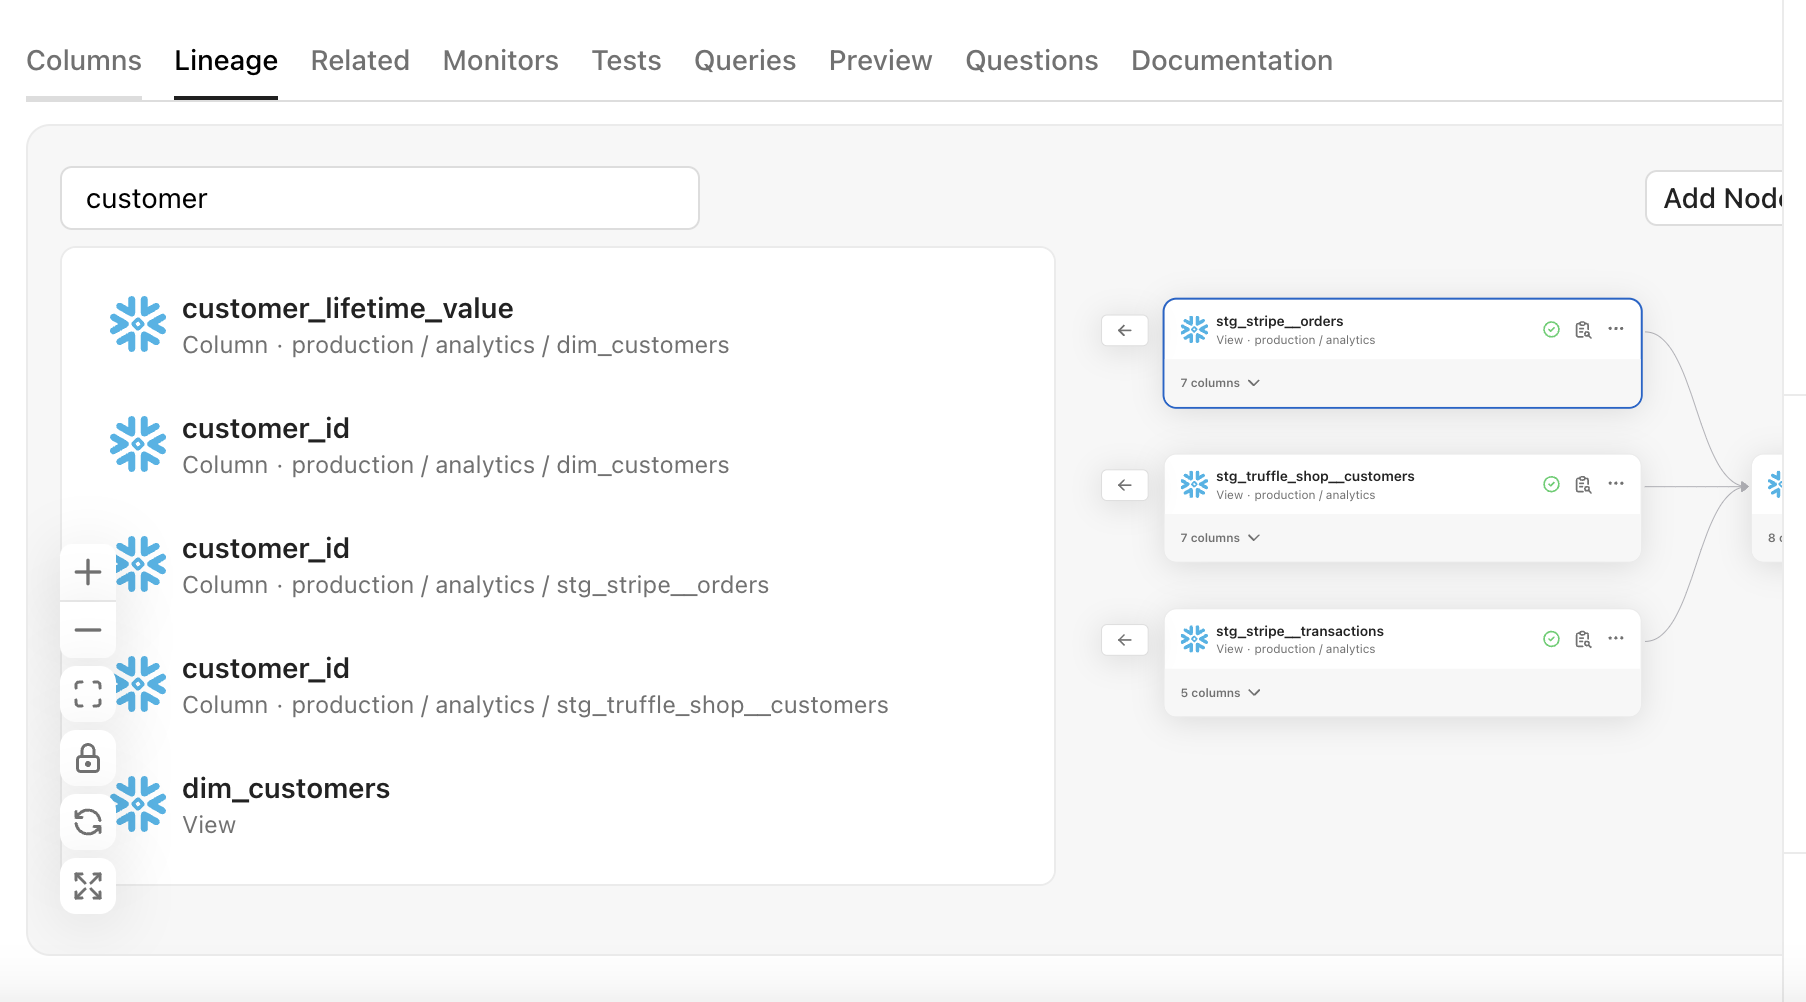 Columns Lineage Related Monitors Tests Queries Preview Questions Documentation
customer
Add Node
customer_lifetime_value
Column · production / analytics / dim_customers
customer_id
Column · production / analytics / dim_customers
customer_id
Column · production / analytics / stg_stripe__orders
customer_id
Column · production / analytics / stg_truffle_shop__customers
dim_customers
View
stg_stripe__orders
View · production / analytics
7 columns
stg_truffle_shop__customers
View · production / analytics
7 columns
stg_stripe__transactions
View · production / analytics
5 columns
8 c